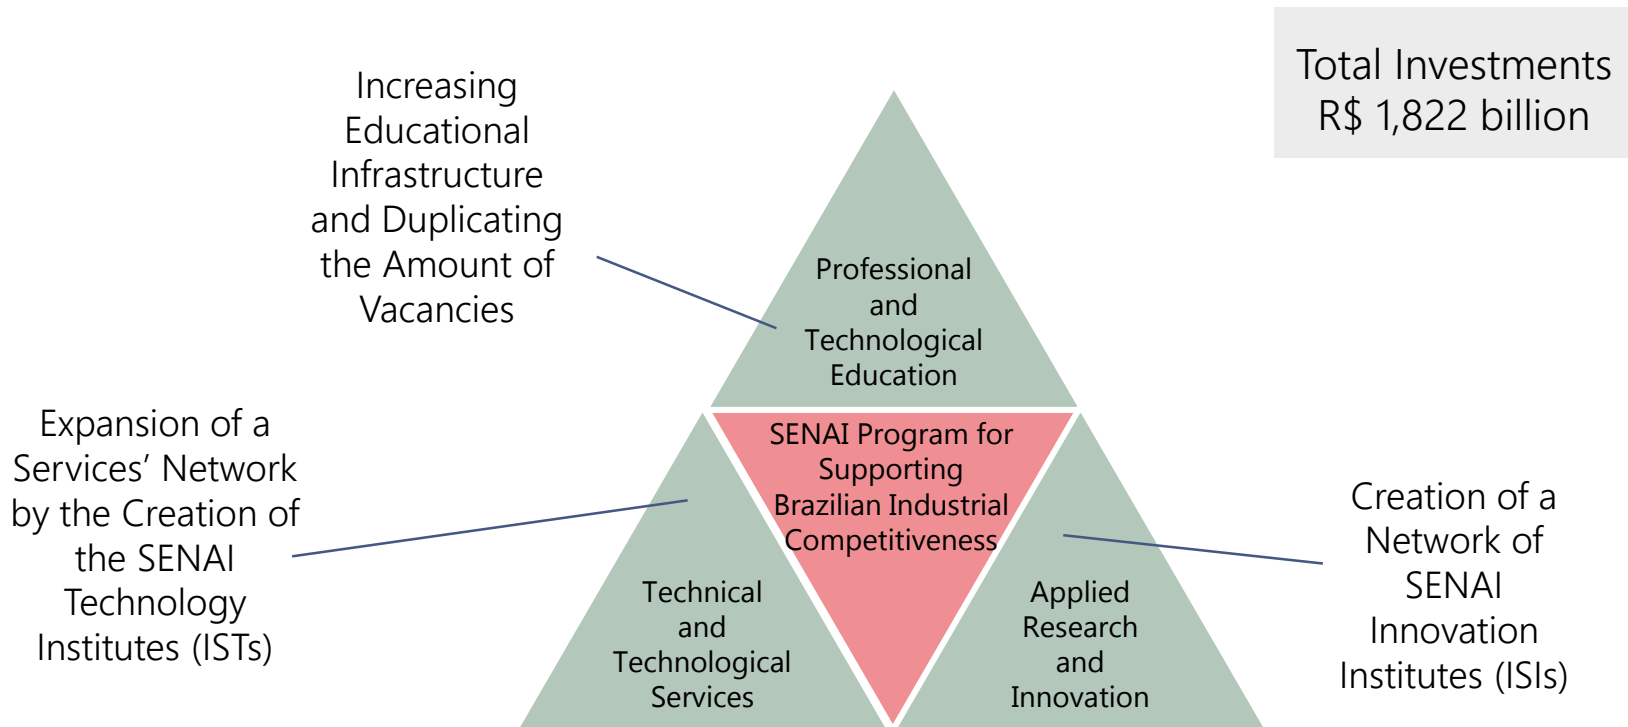 Total Investments
R$ 1,822 billion
Increasing
Educational
Infrastructure
and Duplicating
the Amount of
Vacancies
Professional
and
Technological
Education
SENAI Program for
Supporting
Brazilian Industrial
Competitiveness
Expansion of a
Services’ Network
by the Creation of
the SENAI
Technology
Institutes (ISTs)
Technical
and
Technological
Services
Applied
Research
and
Innovation
Creation of a
Network of
SENAI
Innovation
Institutes (ISIs)